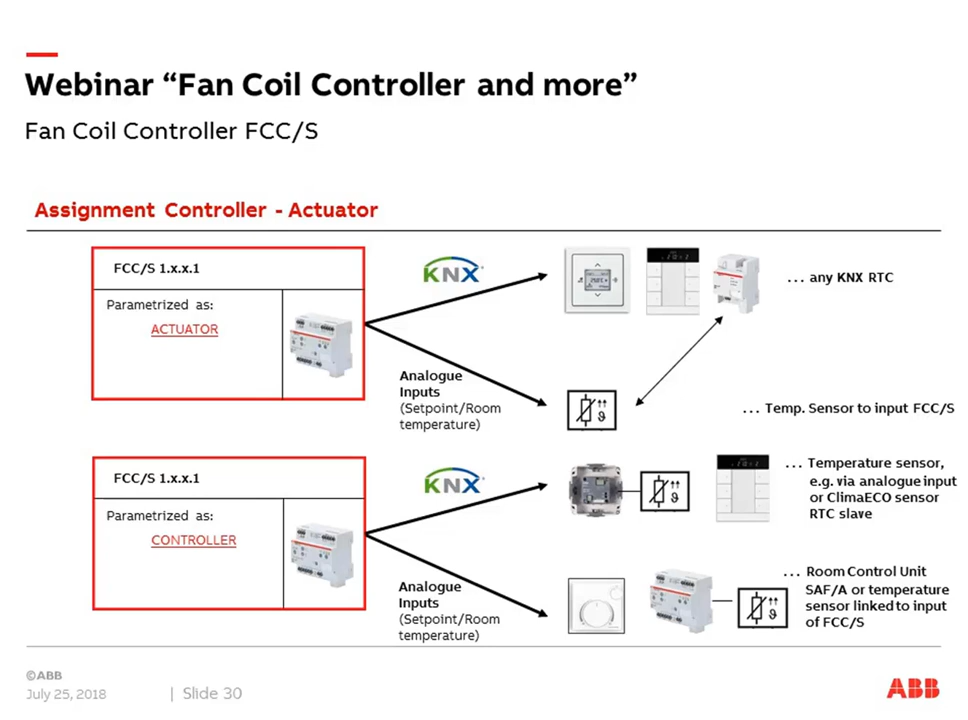 Webinar “Fan Coil Controller and more”
Fan Coil Controller FCC/S
Assignment Controller - Actuator
FCC/S 1.x.x.1
Parametrized as:
ACTUATOR
KNX
Analogue
Inputs
(Setpoint/Room
temperature)
... any KNX RTC
... Temp. Sensor to input FCC/S
FCC/S 1.x.x.1
Parametrized as:
CONTROLLER
KNX
Analogue
Inputs
(Setpoint/Room
temperature)
... Temperature sensor,
e.g. via analogue input
or ClimaECO sensor
RTC slave
... Room Control Unit
SAF/A or temperature
sensor linked to input
of FCC/S
©ABB
July 25, 2018 | Slide 30
ABB